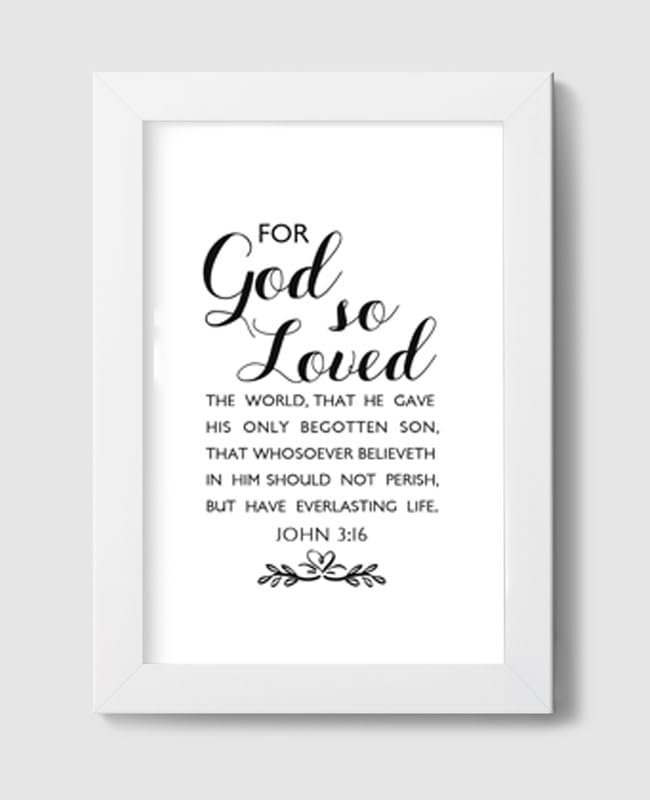 FOR
God
so
Loved
THE WORLD, THAT HE GAVE
HIS ONLY BEGOTTEN SON,
THAT WHOSOEVER BELIEVETH
IN HIM SHOULD NOT PERISH,
BUT HAVE EVERLASTING LIFE.
JOHN 3:16